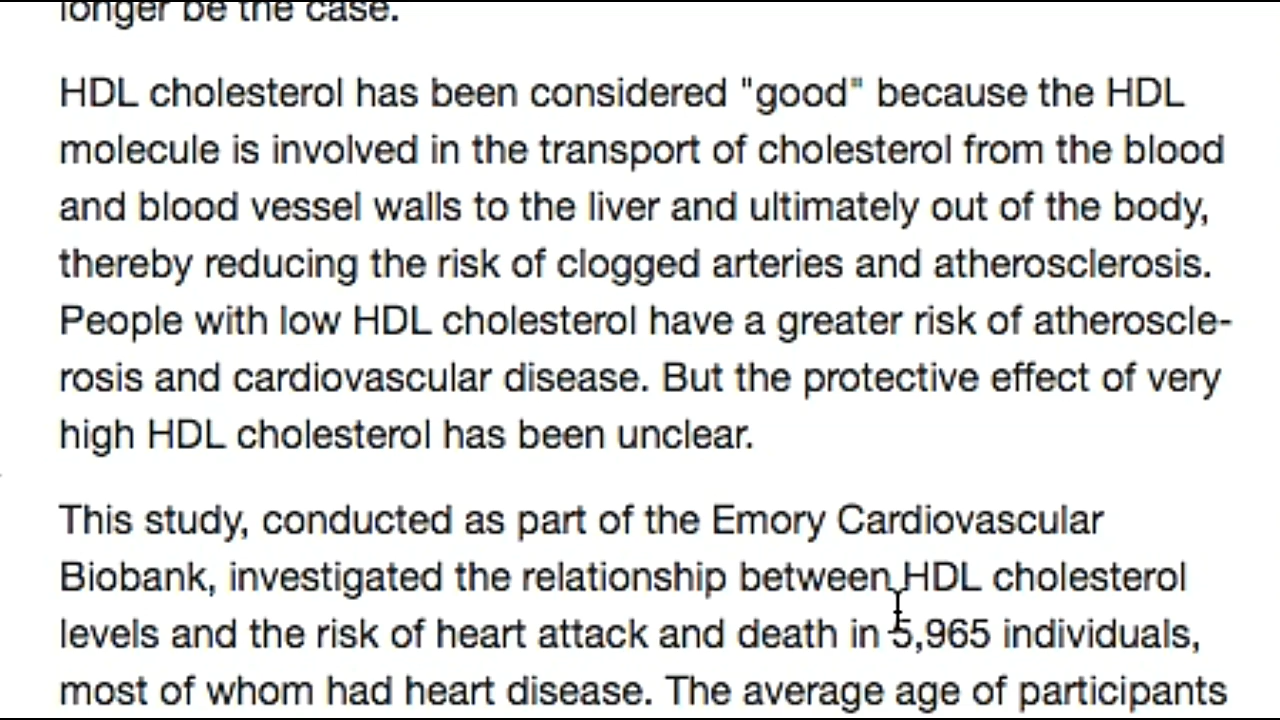 longer be the case.
HDL cholesterol has been considered "good" because the HDL
molecule is involved in the transport of cholesterol from the blood
and blood vessel walls to the liver and ultimately out of the body,
thereby reducing the risk of clogged arteries and atherosclerosis.
People with low HDL cholesterol have a greater risk of atheroscle-
rosis and cardiovascular disease. But the protective effect of very
high HDL cholesterol has been unclear.
This study, conducted as part of the Emory Cardiovascular
Biobank, investigated the relationship between HDL cholesterol
levels and the risk of heart attack and death in 5,965 individuals,
most of whom had heart disease. The average age of participants